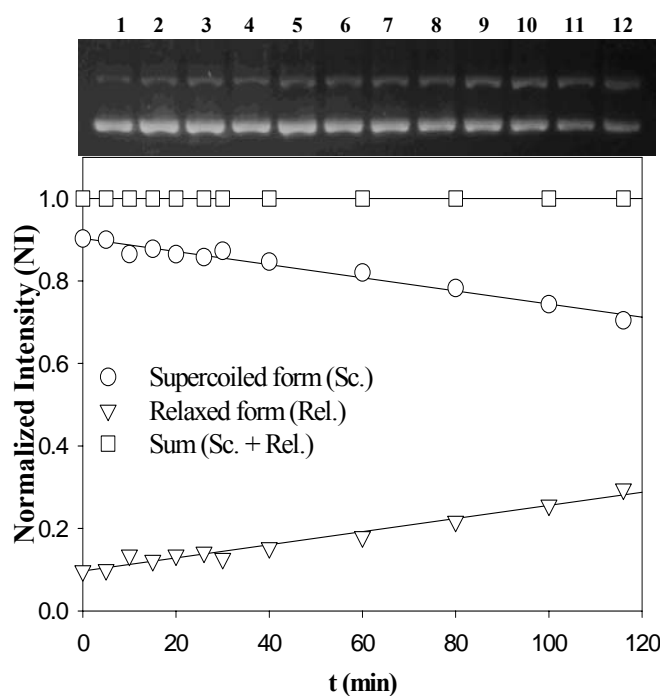 1 2 3 4 5 6 7 8 9 10 11 12
Normalized Intensity (NI)
1.0
0.8
0.6
0.4
0.2
0.0
Supercoiled form (Sc.)
Relaxed form (Rel.)
Sum (Sc. + Rel.)
0 20 40 60 80 100 120
t (min)